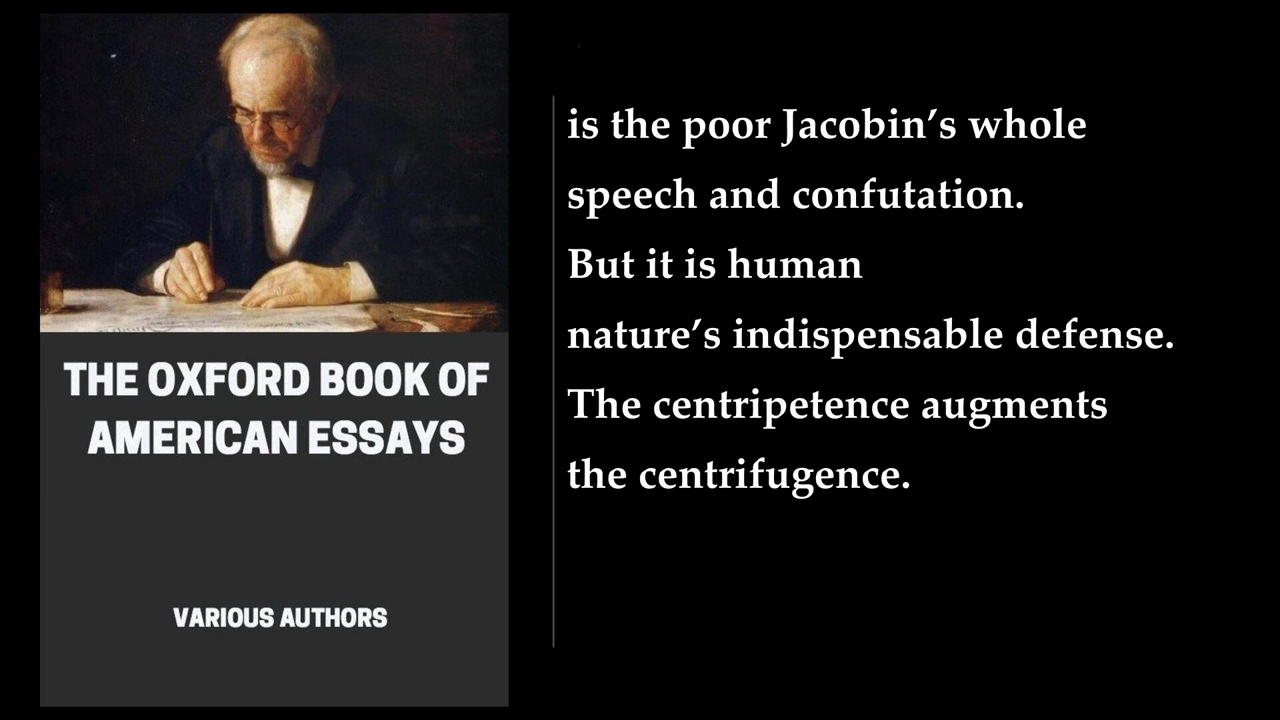 THE OXFORD BOOK OF
AMERICAN ESSAYS
VARIOUS AUTHORS
is the poor Jacobin’s whole
speech and confutation.
But it is human
nature’s indispensable defense.
The centripetence augments
the centrifugence.